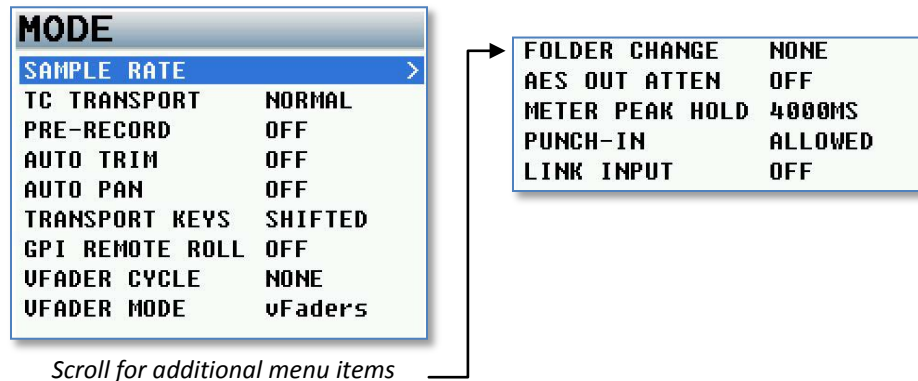 MODE
SAMPLE RATE >
TC TRANSPORT NORMAL
PRE-RECORD OFF
AUTO TRIM OFF
AUTO PAN OFF
TRANSPORT KEYS SHIFTED
GPI REMOTE ROLL OFF
VFADER CYCLE NONE
VFADER MODE vFaders
Scroll for additional menu items
FOLDER CHANGE NONE
AES OUT ATTEN OFF
METER PEAK HOLD 4000MS
PUNCH-IN ALLOWED
LINK INPUT OFF